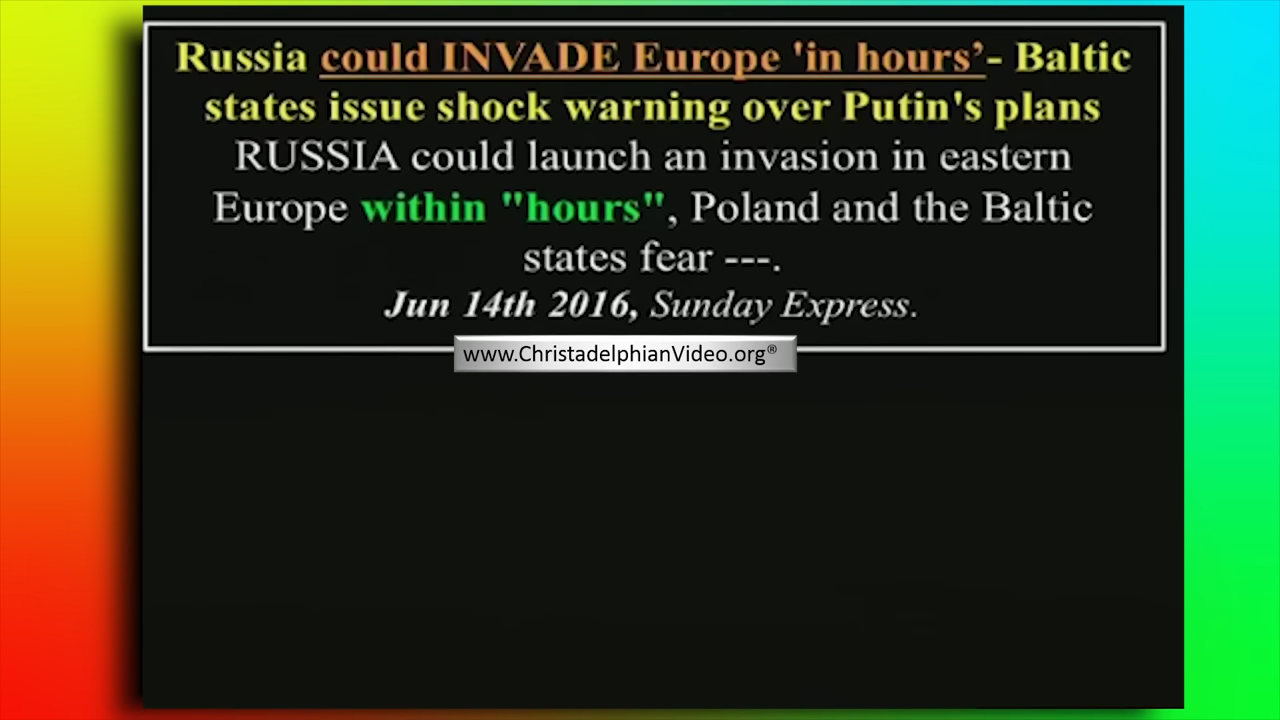 Russia could INVADE Europe 'in hours’- Baltic
states issue shock warning over Putin's plans
RUSSIA could launch an invasion in eastern
Europe within "hours", Poland and the Baltic
states fear ---.
Jun 14th 2016, Sunday Express.
www.ChristadelphianVideo.org®